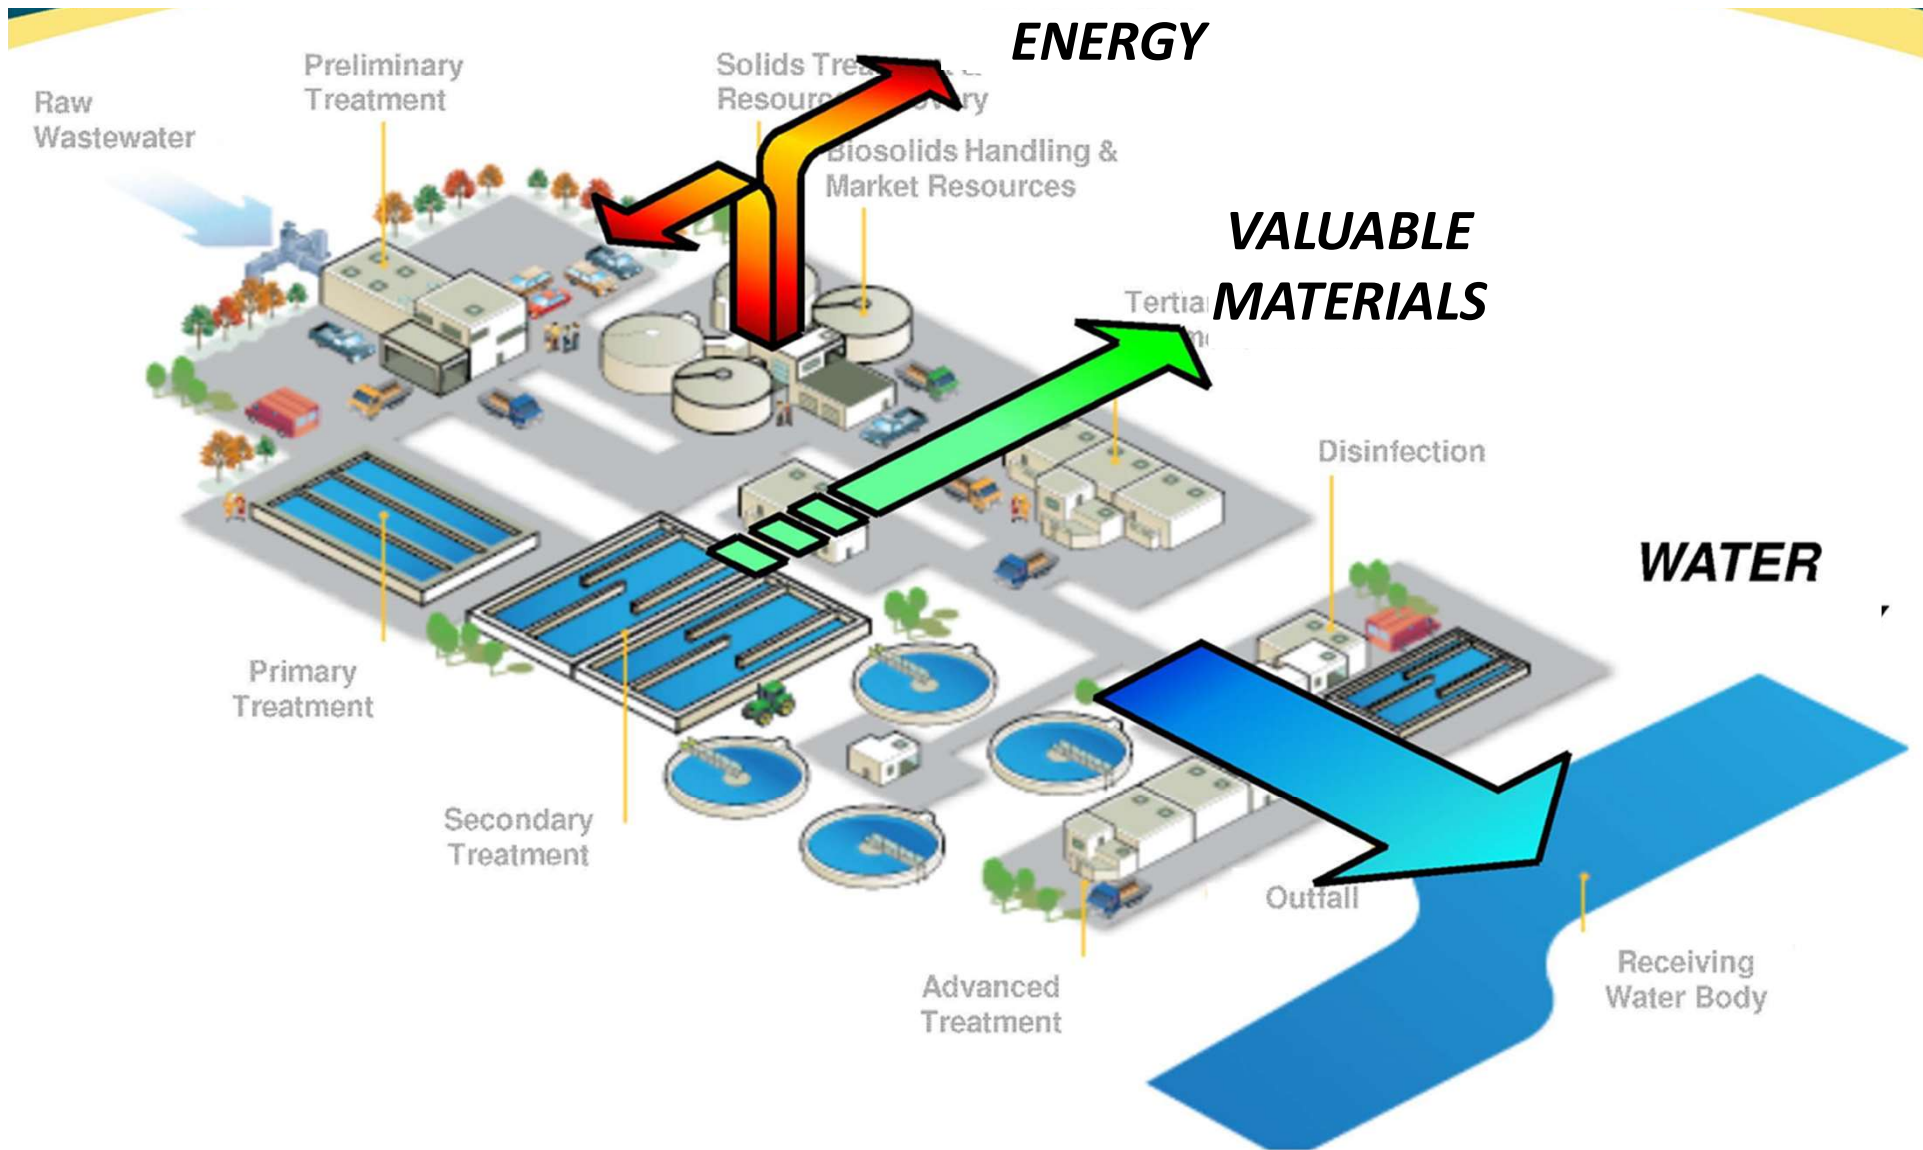 ENERGY
Preliminary
Treatment
Solids
Raw
Wastewater
Biosolids Handling &
Market Resources
VALUABLE
MATERIALS
Disinfection
WATER
Primary
Treatment
Secondary
Treatment
Outfall
Advanced
Treatment
Receiving
Water Body